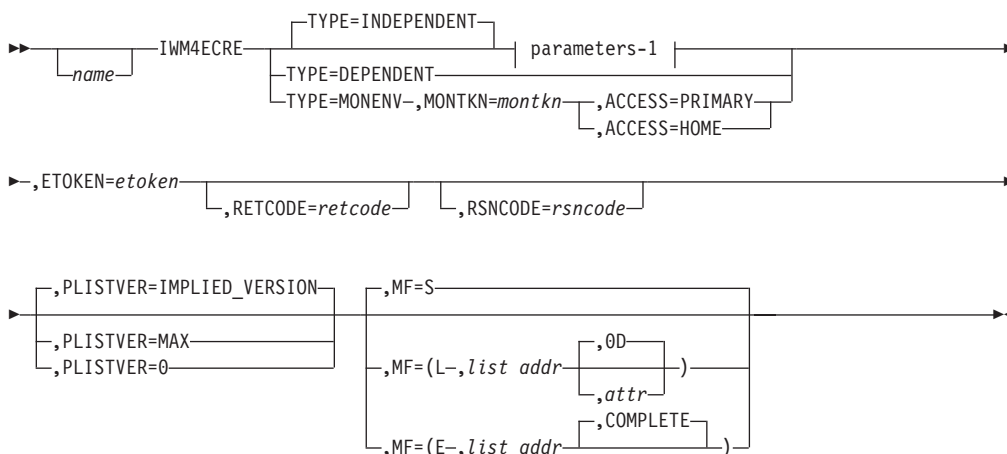 TYPE=INDEPENDENT
name IWM4ECRE parameters-1
TYPE=DEPENDENT
TYPE=MONENV ,MONTKN=montkn ,ACCESS=PRIMARY
,ACCESS=HOME
,ETOKEN=etoken
,RETCODE=retcode ,RSNCODE=rsncode
,PLISTVER=IMPLIED_VERSION ,MF=S
,PLISTVER=MAX ,0D
,PLISTVER=0 ,MF=(L ,list addr )
,attr
,COMPLETE
,MF=(E ,list addr )